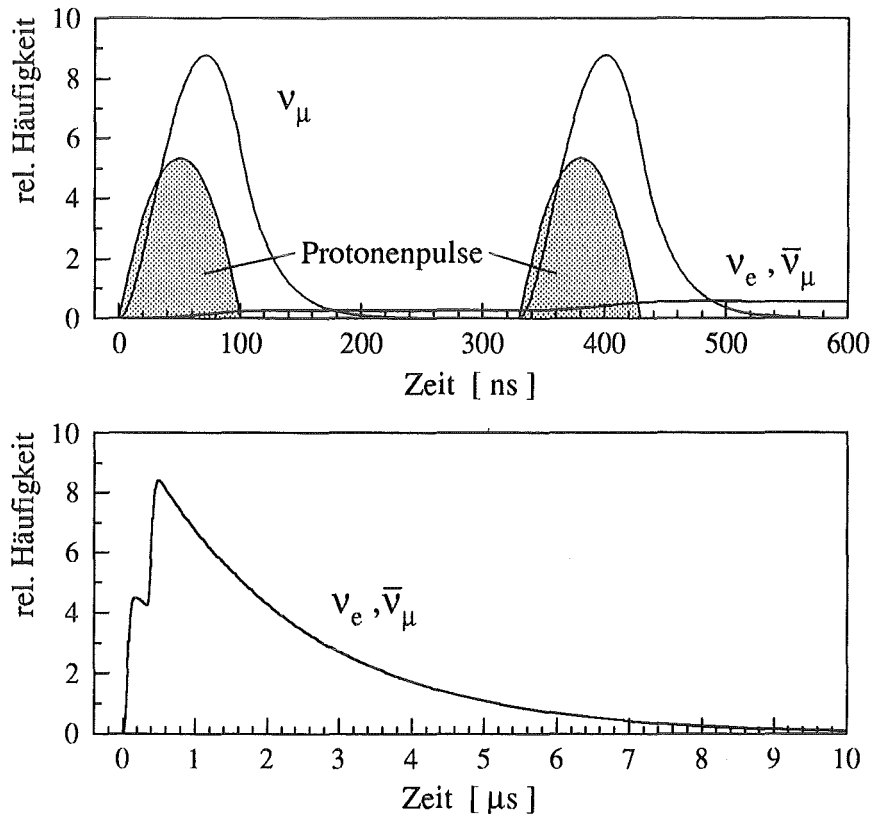 rel. Häufigkeit
10
8
6
4
2
0
ν_μ
Protonenpulse
ν_e , ν̄_μ
0 100 200 300 400 500 600
Zeit [ ns ]
rel. Häufigkeit
10
8
6
4
2
0
ν_e , ν̄_μ
0 1 2 3 4 5 6 7 8 9 10
Zeit [ μs ]